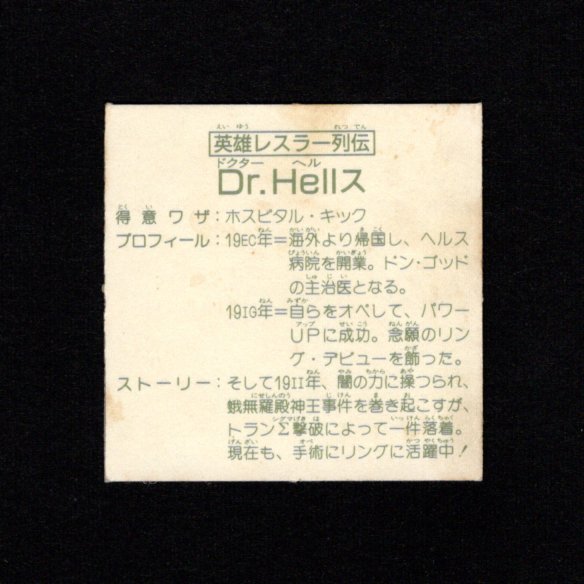 英雄レスラー列伝
Dr.Hellス
得意ワザ：ホスピタル・キック
プロフィール：19EC年＝海外より帰国し、ヘルス
病院を開業。ドン・ゴッド
の主治医となる。
19IG年＝自らをオペして、パワー
UPに成功。念願のリン
グ・デビューを飾った。
ストーリー：そして19II年、闇の力に操つられ、
蛾無羅殿神王事件を巻き起こすが、
トランΣ撃破によって一件落着。
現在も、手術にリングに活躍中！